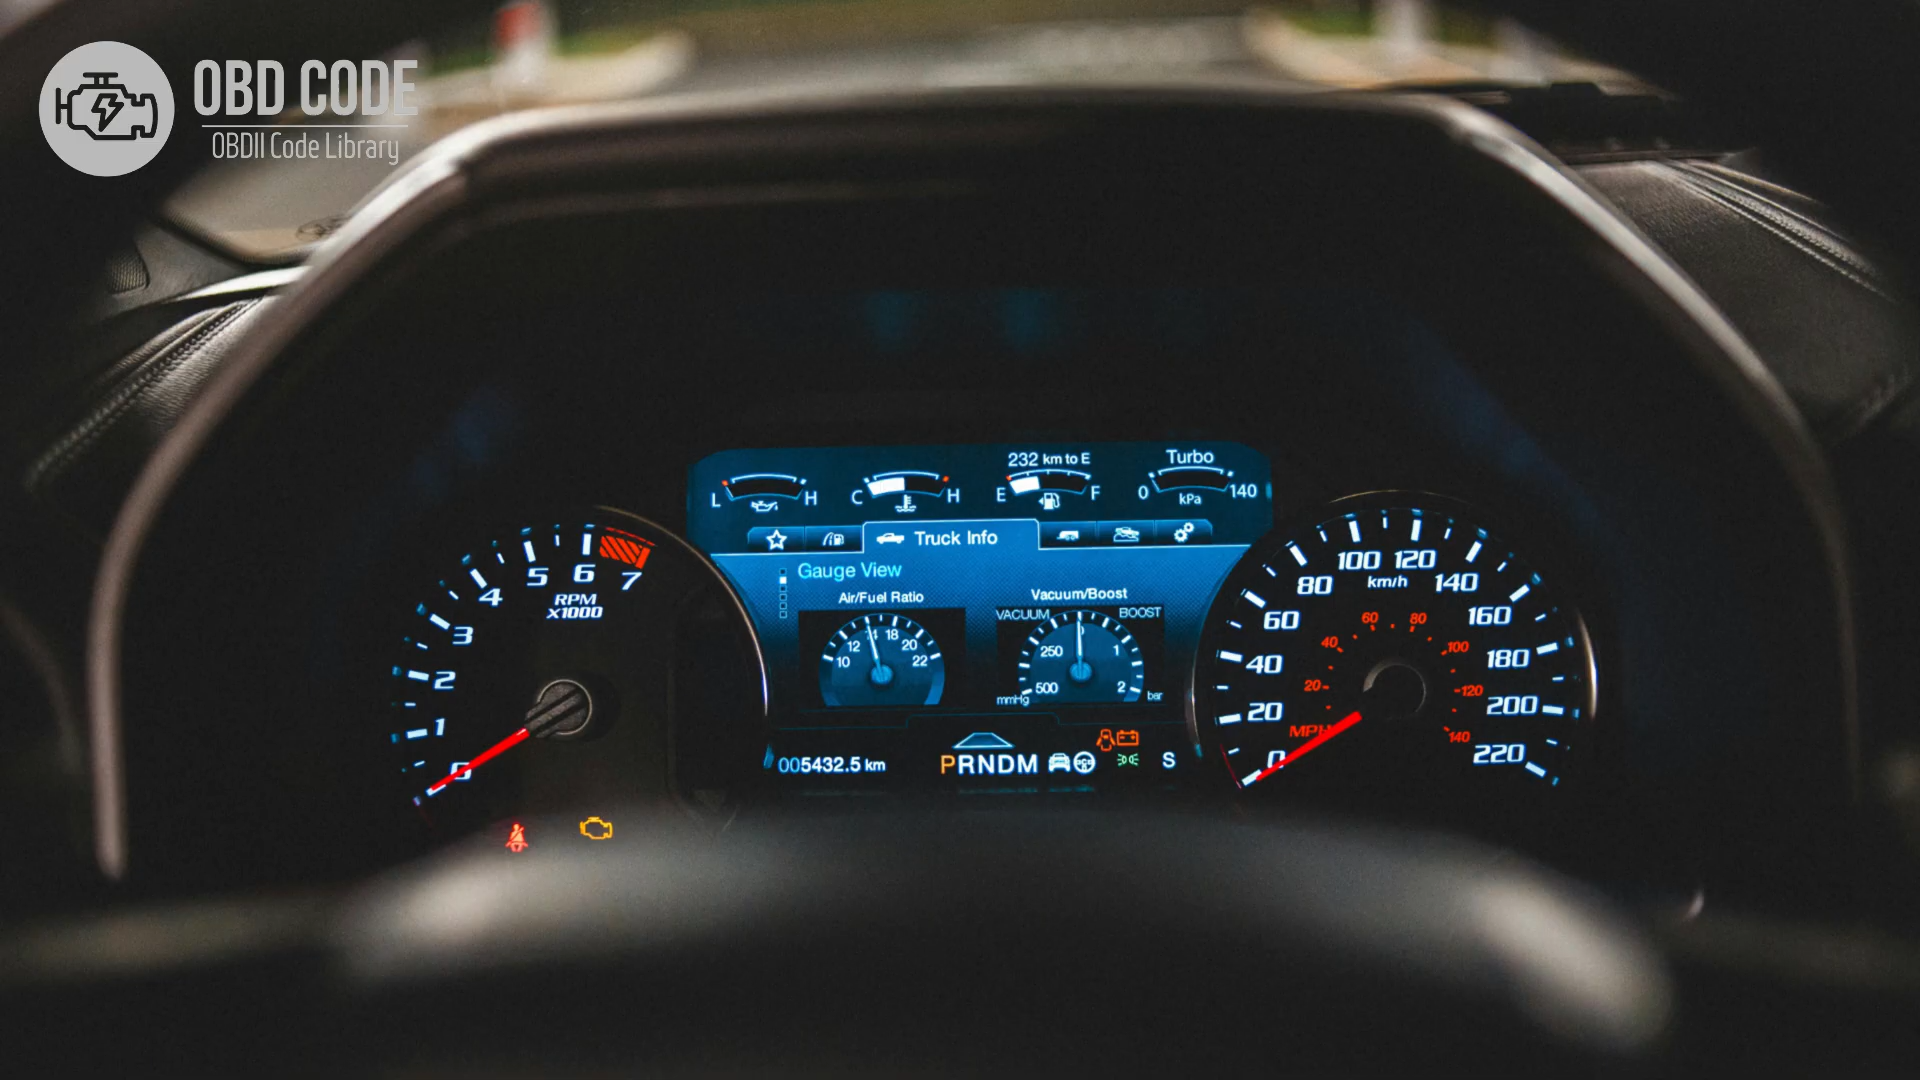 OBD CODE
OBDII Code Library
232 km to E
Turbo
L H
C H
E F
0 140
kPa
Truck Info
Gauge View
Air/Fuel Ratio
Vacuum/Boost
VACUUM BOOST
10 12 14 18 20 22
0
250 1
500 2
mmHg bar
0 1 2 3 4 5 6 7
RPM
X1000
0 20 40 60 80 100 120 140 160 180 200 220
km/h
20 40 60 80 100 120 140
MPH
005432.5 km
PRNDM
S